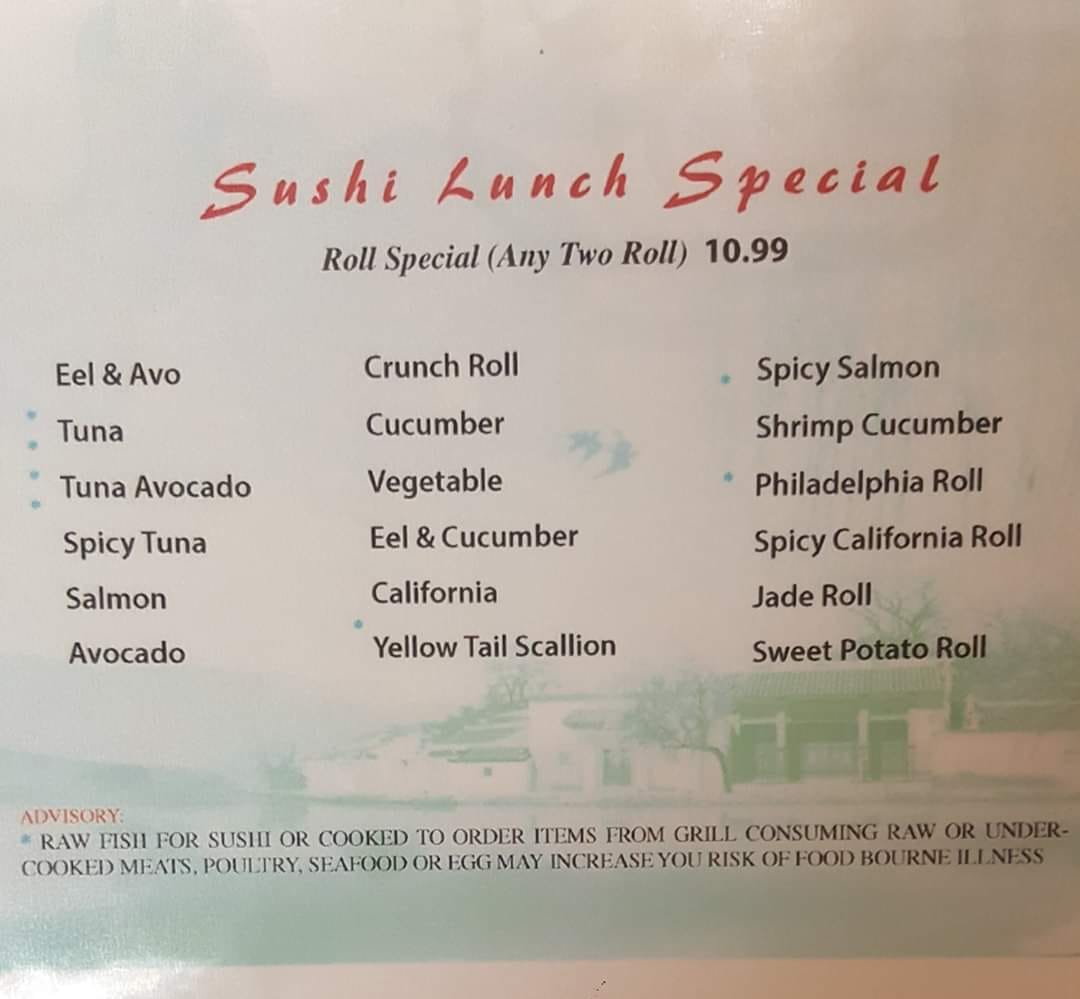 Sushi Lunch Special
Roll Special (Any Two Roll) 10.99
Eel & Avo
Tuna
Tuna Avocado
Spicy Tuna
Salmon
Avocado
Crunch Roll
Cucumber
Vegetable
Eel & Cucumber
California
Yellow Tail Scallion
Spicy Salmon
Shrimp Cucumber
Philadelphia Roll
Spicy California Roll
Jade Roll
Sweet Potato Roll
ADVISORY:
* RAW FISH FOR SUSHI OR COOKED TO ORDER ITEMS FROM GRILL CONSUMING RAW OR UNDER-
COOKED MEATS, POULTRY, SEAFOOD OR EGG MAY INCREASE YOU RISK OF FOOD BOURNE ILLNESS